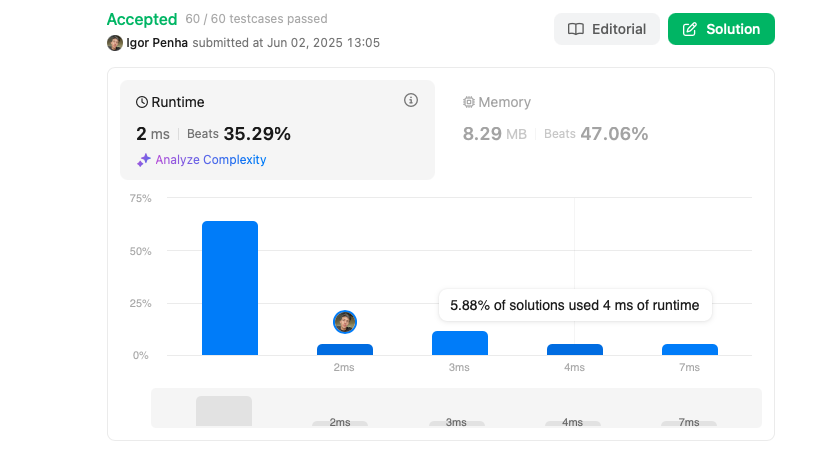 Accepted 60 / 60 testcases passed
Igor Penha submitted at Jun 02, 2025 13:05
Editorial
Solution
Runtime
2 ms Beats 35.29%
Analyze Complexity
Memory
8.29 MB Beats 47.06%
75%
50%
25%
0%
5.88% of solutions used 4 ms of runtime
2ms 3ms 4ms 7ms
2ms 3ms 4ms 7ms